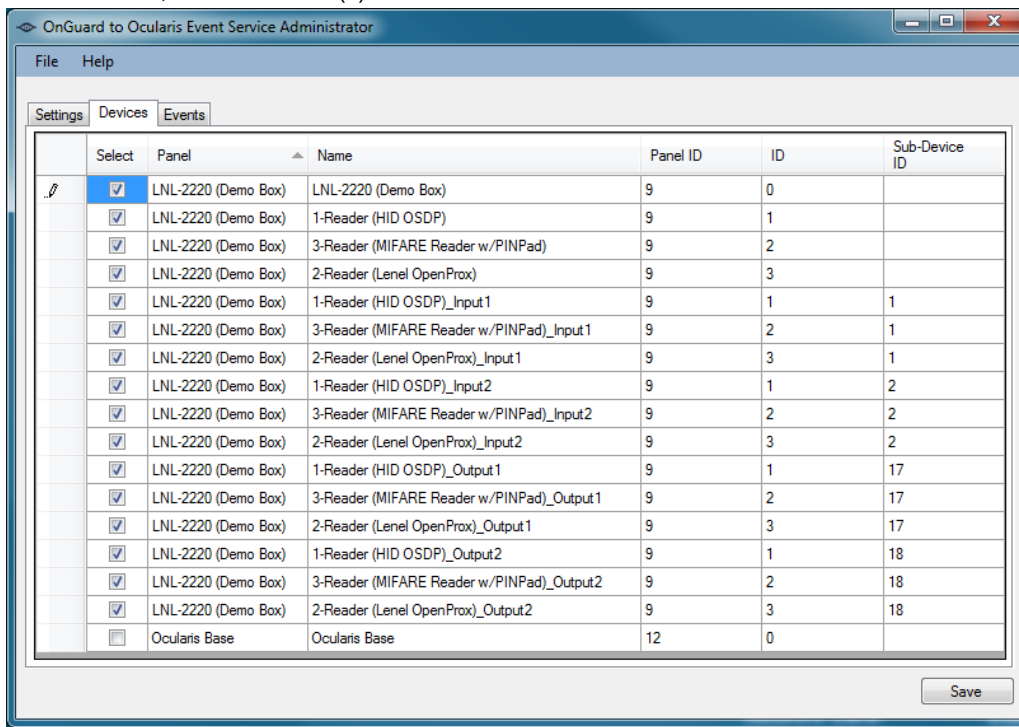 OnGuard to Ocularis Event Service Administrator
File Help
Settings Devices Events
Select Panel Name Panel ID ID Sub-Device ID
LNL-2220 (Demo Box) LNL-2220 (Demo Box) 9 0
LNL-2220 (Demo Box) 1-Reader (HID OSDP) 9 1
LNL-2220 (Demo Box) 3-Reader (MIFARE Reader w/PINPad) 9 2
LNL-2220 (Demo Box) 2-Reader (Lenel OpenProx) 9 3
LNL-2220 (Demo Box) 1-Reader (HID OSDP)_Input1 9 1 1
LNL-2220 (Demo Box) 3-Reader (MIFARE Reader w/PINPad)_Input1 9 2 1
LNL-2220 (Demo Box) 2-Reader (Lenel OpenProx)_Input1 9 3 1
LNL-2220 (Demo Box) 1-Reader (HID OSDP)_Input2 9 1 2
LNL-2220 (Demo Box) 3-Reader (MIFARE Reader w/PINPad)_Input2 9 2 2
LNL-2220 (Demo Box) 2-Reader (Lenel OpenProx)_Input2 9 3 2
LNL-2220 (Demo Box) 1-Reader (HID OSDP)_Output1 9 1 17
LNL-2220 (Demo Box) 3-Reader (MIFARE Reader w/PINPad)_Output1 9 2 17
LNL-2220 (Demo Box) 2-Reader (Lenel OpenProx)_Output1 9 3 17
LNL-2220 (Demo Box) 1-Reader (HID OSDP)_Output2 9 1 18
LNL-2220 (Demo Box) 3-Reader (MIFARE Reader w/PINPad)_Output2 9 2 18
LNL-2220 (Demo Box) 2-Reader (Lenel OpenProx)_Output2 9 3 18
Ocularis Base Ocularis Base 12 0
Save